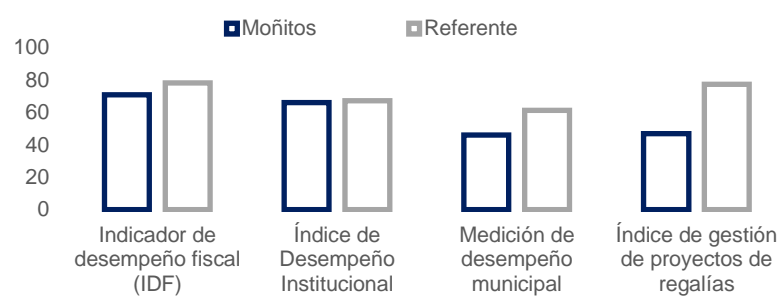 Moñitos
Referente
100
80
60
40
20
0
Indicador de
desempeño fiscal
(IDF)
Índice de
Desempeño
Institucional
Medición de
desempeño
municipal
Índice de gestión
de proyectos de
regalías